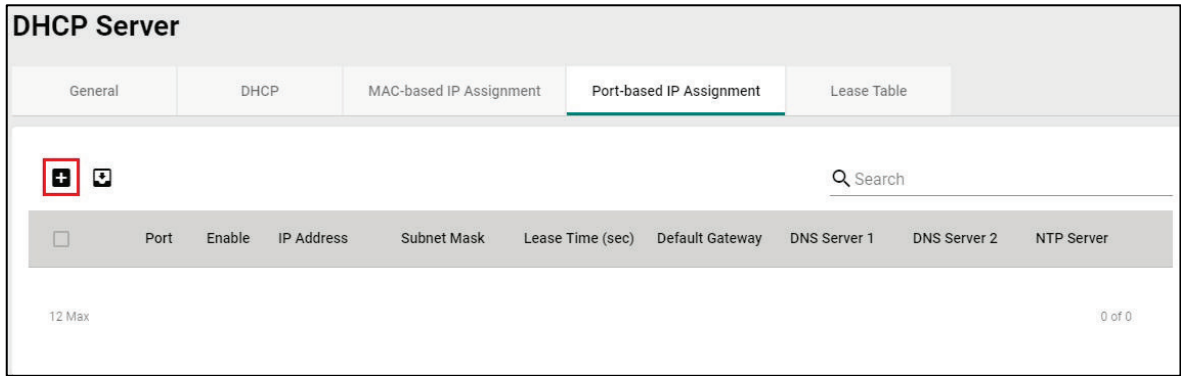 DHCP Server
General DHCP MAC-based IP Assignment Port-based IP Assignment Lease Table
Search
Port Enable IP Address Subnet Mask Lease Time (sec) Default Gateway DNS Server 1 DNS Server 2 NTP Server
12 Max 0 of 0